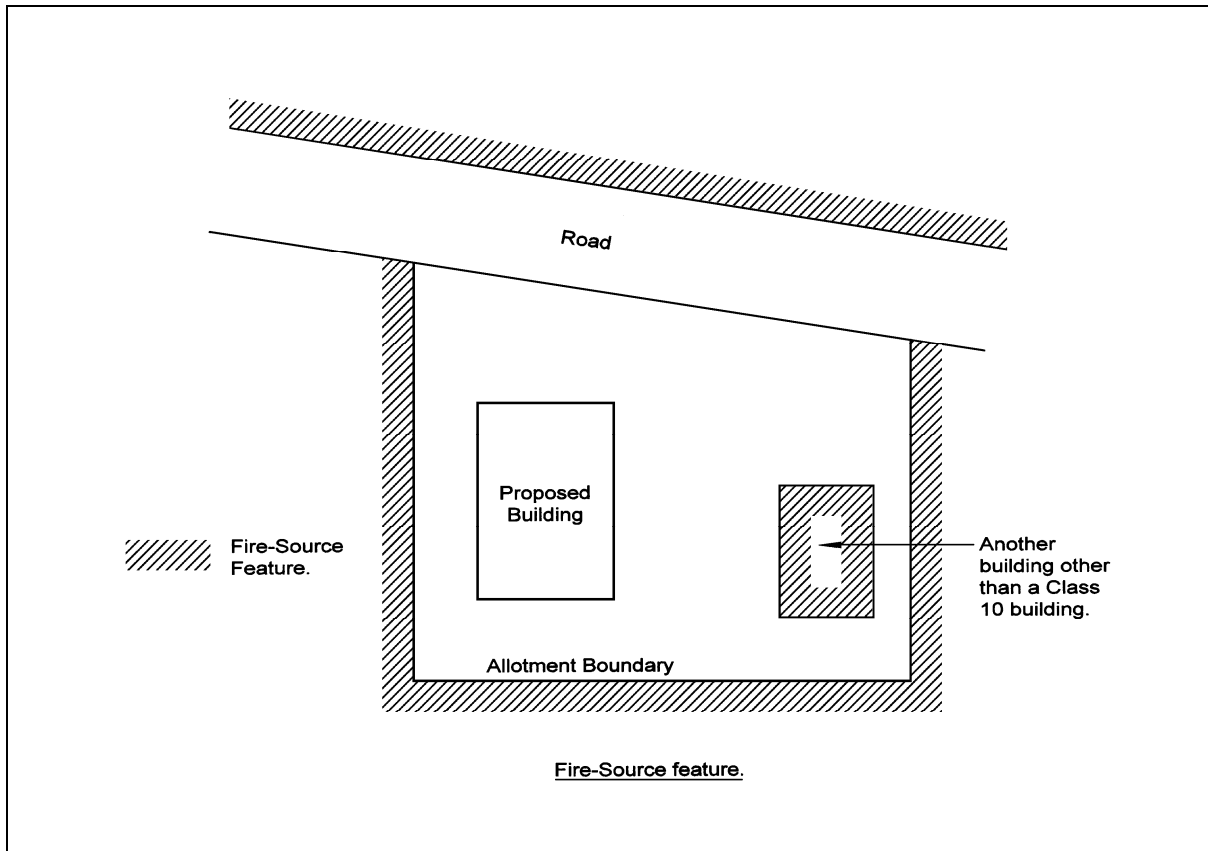 Road
Proposed
Building
Fire-Source
Feature.
Another
building other
than a Class
10 building.
Allotment Boundary
Fire-Source feature.